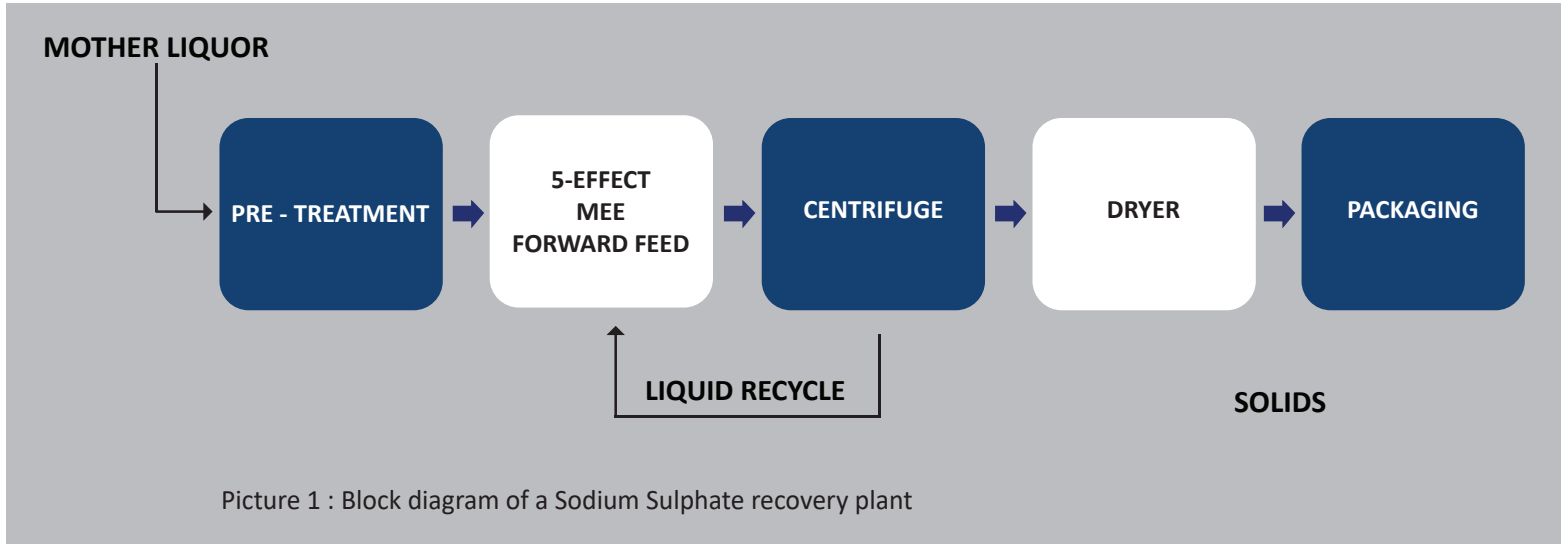 MOTHER LIQUOR
PRE - TREATMENT
5-EFFECT
MEE
FORWARD FEED
CENTRIFUGE
DRYER
PACKAGING
LIQUID RECYCLE
SOLIDS
Picture 1 : Block diagram of a Sodium Sulphate recovery plant